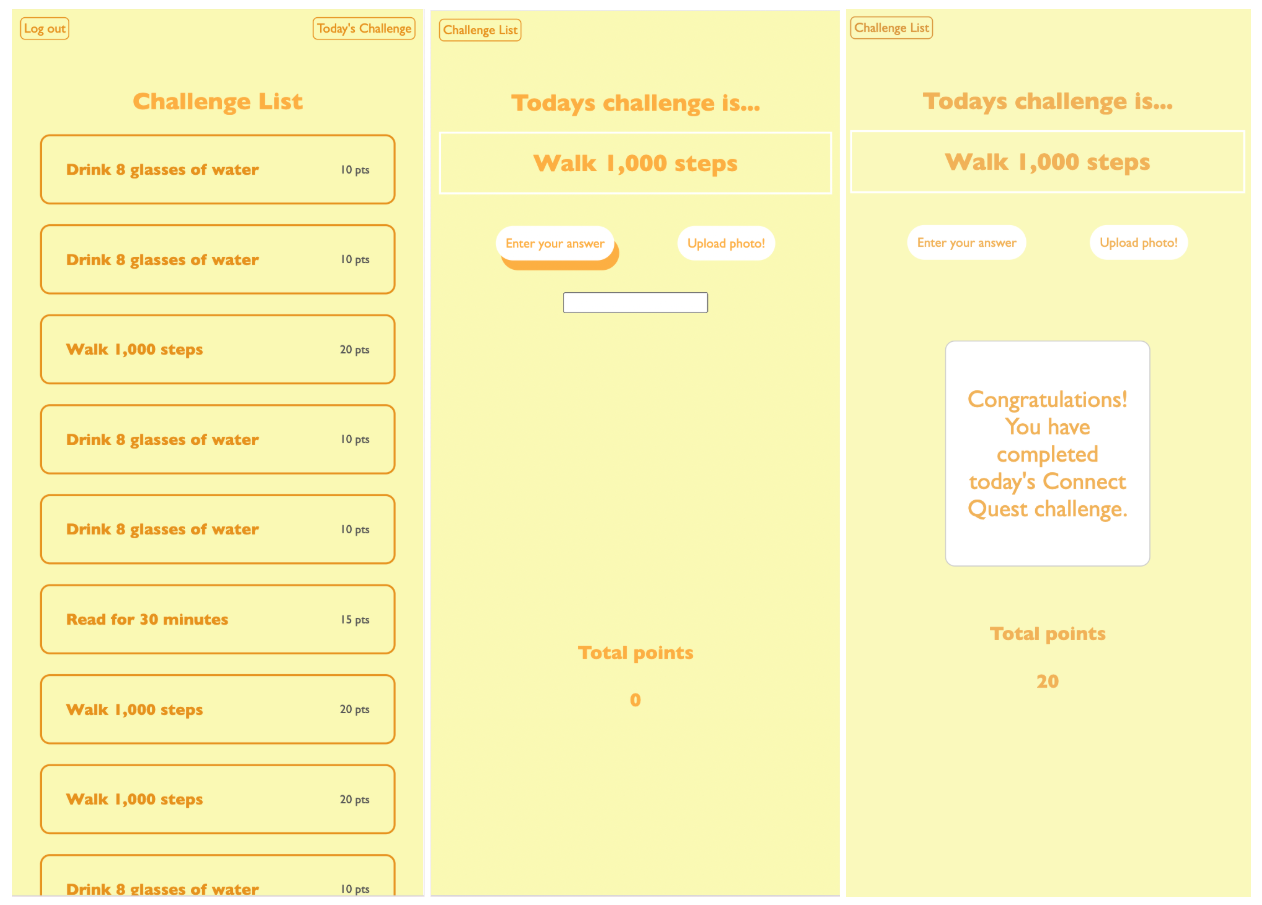 Log out
Today's Challenge
Challenge List
Drink 8 glasses of water
10 pts
Drink 8 glasses of water
10 pts
Walk 1,000 steps
20 pts
Drink 8 glasses of water
10 pts
Drink 8 glasses of water
10 pts
Read for 30 minutes
15 pts
Walk 1,000 steps
20 pts
Walk 1,000 steps
20 pts
Drink 8 glasses of water
10 pts
Challenge List
Todays challenge is...
Walk 1,000 steps
Enter your answer
Upload photo!
Total points
0
Challenge List
Todays challenge is...
Walk 1,000 steps
Enter your answer
Upload photo!
Congratulations!
You have
completed
today's Connect
Quest challenge.
Total points
20